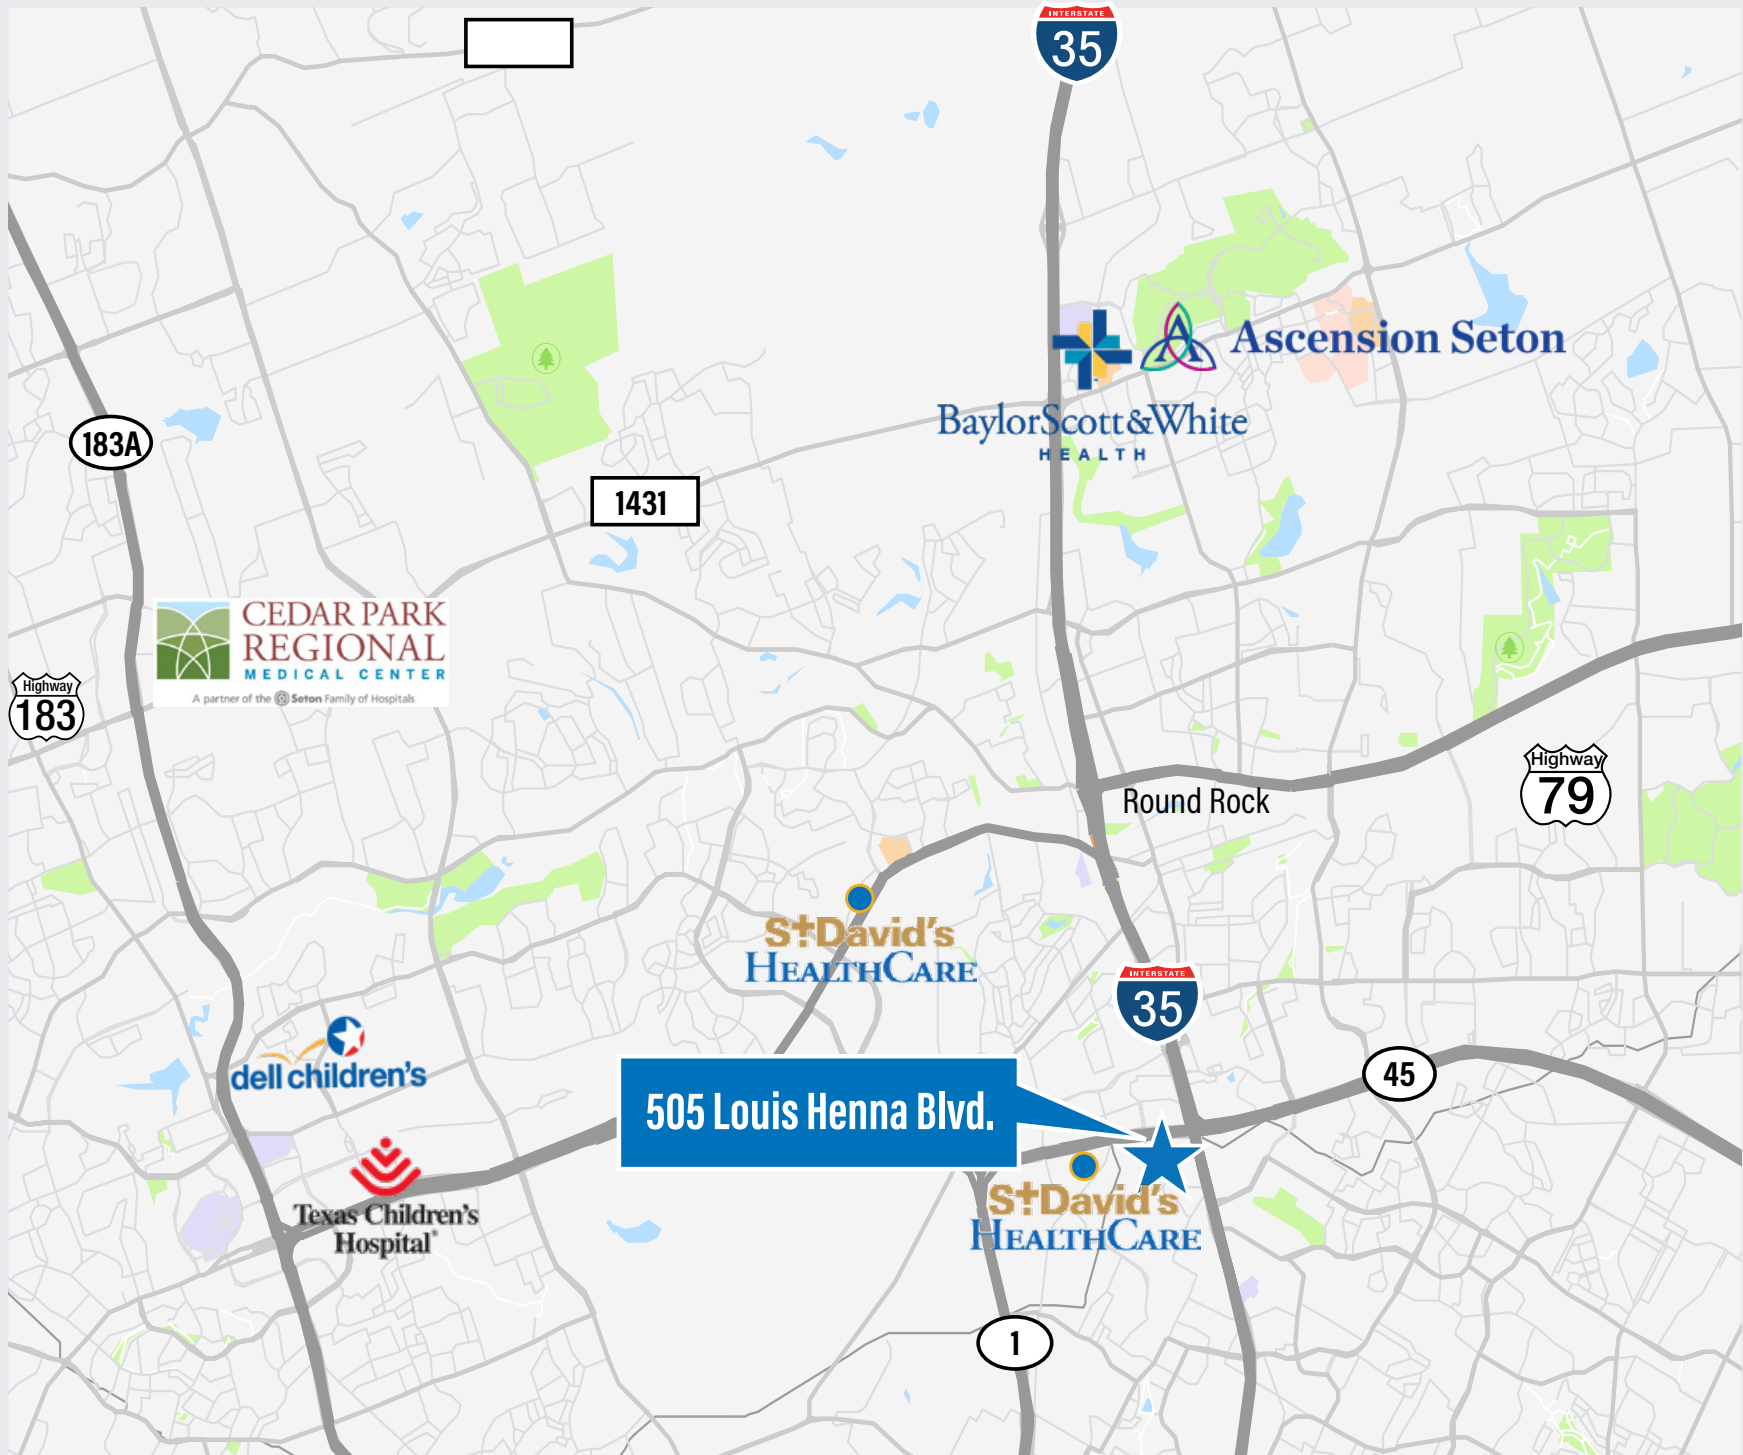 INTERSTATE
35
Ascension Seton
BaylorScott&White
HEALTH
183A
1431
CEDAR PARK
REGIONAL
MEDICAL CENTER
A partner of the Seton Family of Hospitals
Highway
183
Highway
79
Round Rock
St David's
HEALTHCARE
INTERSTATE
35
dell children's
45
505 Louis Henna Blvd.
Texas Children's
Hospital
St David's
HEALTHCARE
1